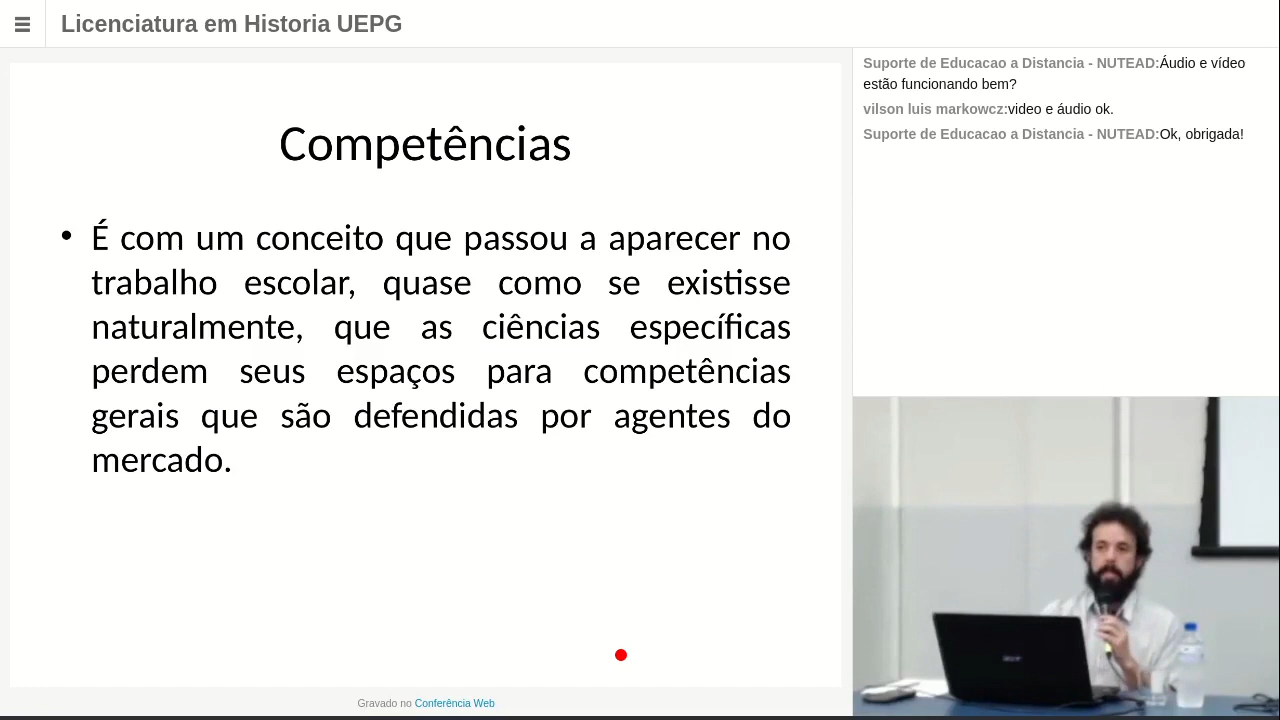 Licenciatura em Historia UEPG
Competências
• É com um conceito que passou a aparecer no
trabalho escolar, quase como se existisse
naturalmente, que as ciências específicas
perdem seus espaços para competências
gerais que são defendidas por agentes do
mercado.
Gravado no Conferência Web
Suporte de Educacao a Distancia - NUTEAD:Áudio e vídeo
estão funcionando bem?
vilson luis markowcz:video e áudio ok.
Suporte de Educacao a Distancia - NUTEAD:Ok, obrigada!
acer